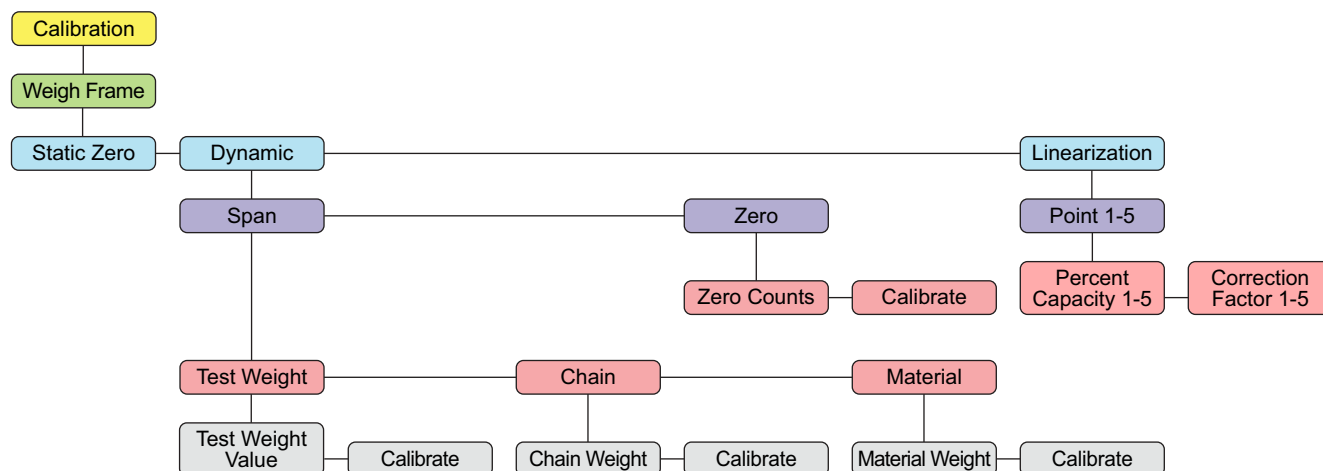 Calibration
Weigh Frame
Static Zero
Dynamic
Linearization
Span
Zero
Point 1-5
Zero Counts
Calibrate
Percent
Capacity 1-5
Correction
Factor 1-5
Test Weight
Chain
Material
Test Weight
Value
Calibrate
Chain Weight
Calibrate
Material Weight
Calibrate